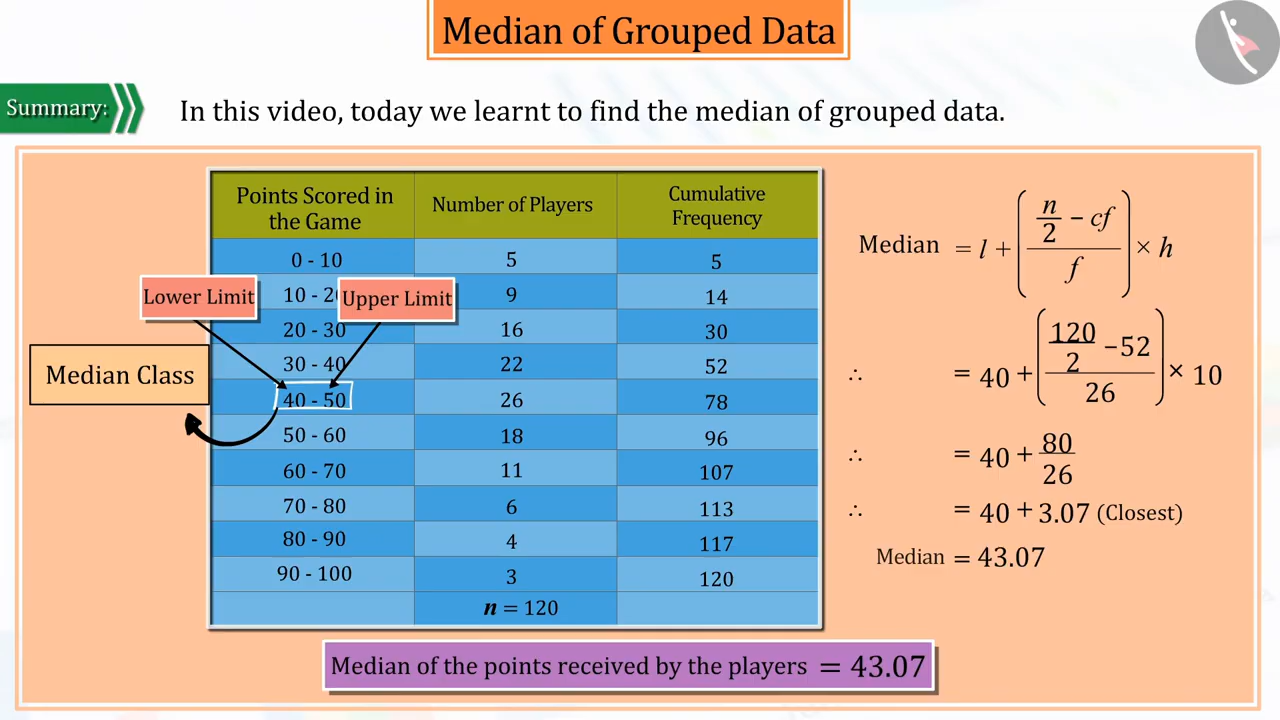 Median of Grouped Data
Summary:
In this video, today we learnt to find the median of grouped data.
Points Scored in the Game | Number of Players | Cumulative Frequency
0 - 10 | 5 | 5
10 - 20 | 9 | 14
20 - 30 | 16 | 30
30 - 40 | 22 | 52
40 - 50 | 26 | 78
50 - 60 | 18 | 96
60 - 70 | 11 | 107
70 - 80 | 6 | 113
80 - 90 | 4 | 117
90 - 100 | 3 | 120
n = 120
Lower Limit
Upper Limit
Median Class
Median = l + ( (n/2 − cf) / f ) × h
∴ = 40 + ( (120/2 − 52) / 26 ) × 10
∴ = 40 + 80/26
∴ = 40 + 3.07 (Closest)
Median = 43.07
Median of the points received by the players = 43.07